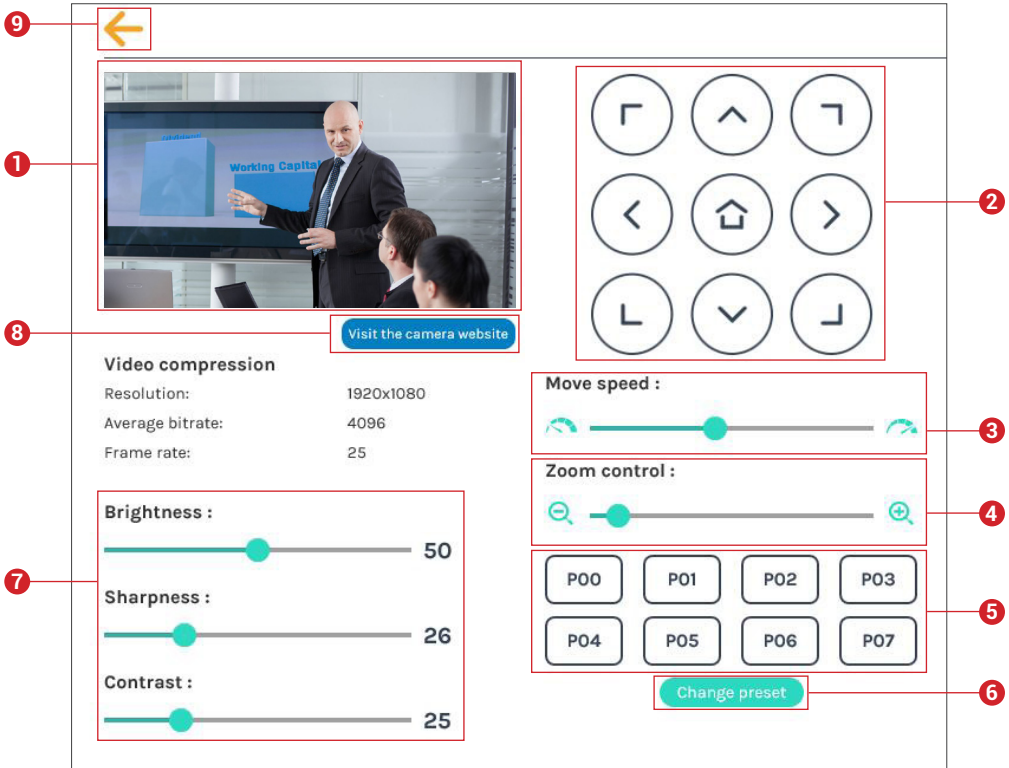 9
1
Working Capital
2
8
Visit the camera website
Video compression
Resolution: 1920x1080
Average bitrate: 4096
Frame rate: 25
Move speed :
3
Zoom control :
4
7
Brightness :
50
Sharpness :
26
Contrast :
25
P00 P01 P02 P03
5
P04 P05 P06 P07
Change preset
6